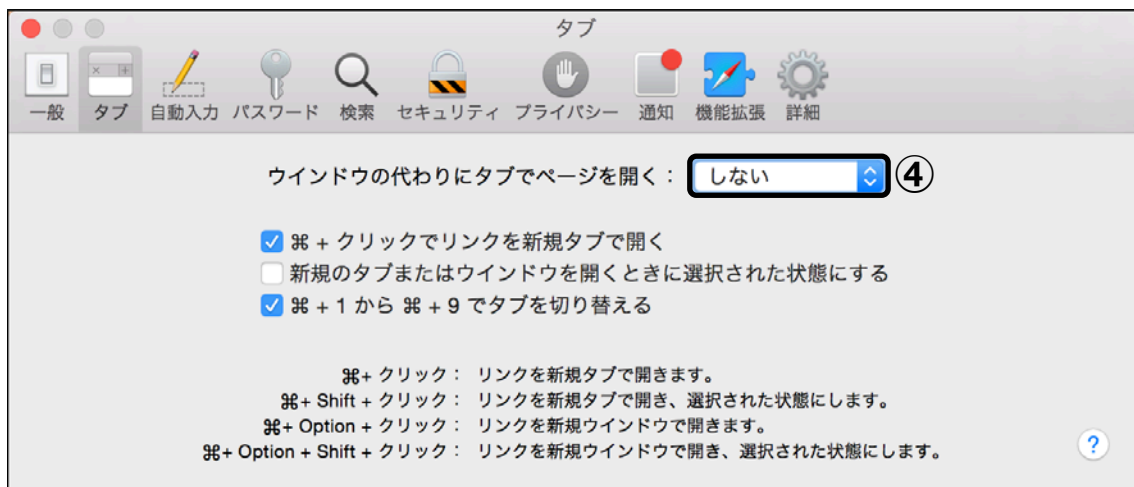 タブ
一般 タブ 自動入力 パスワード 検索 セキュリティ プライバシー 通知 機能拡張 詳細
ウインドウの代わりにタブでページを開く： しない ④
⌘ + クリックでリンクを新規タブで開く
新規のタブまたはウインドウを開くときに選択された状態にする
⌘ + 1 から ⌘ + 9 でタブを切り替える
⌘+ クリック： リンクを新規タブで開きます。
⌘+ Shift + クリック： リンクを新規タブで開き、選択された状態にします。
⌘+ Option + クリック： リンクを新規ウインドウで開きます。
⌘+ Option + Shift + クリック： リンクを新規ウインドウで開き、選択された状態にします。
?